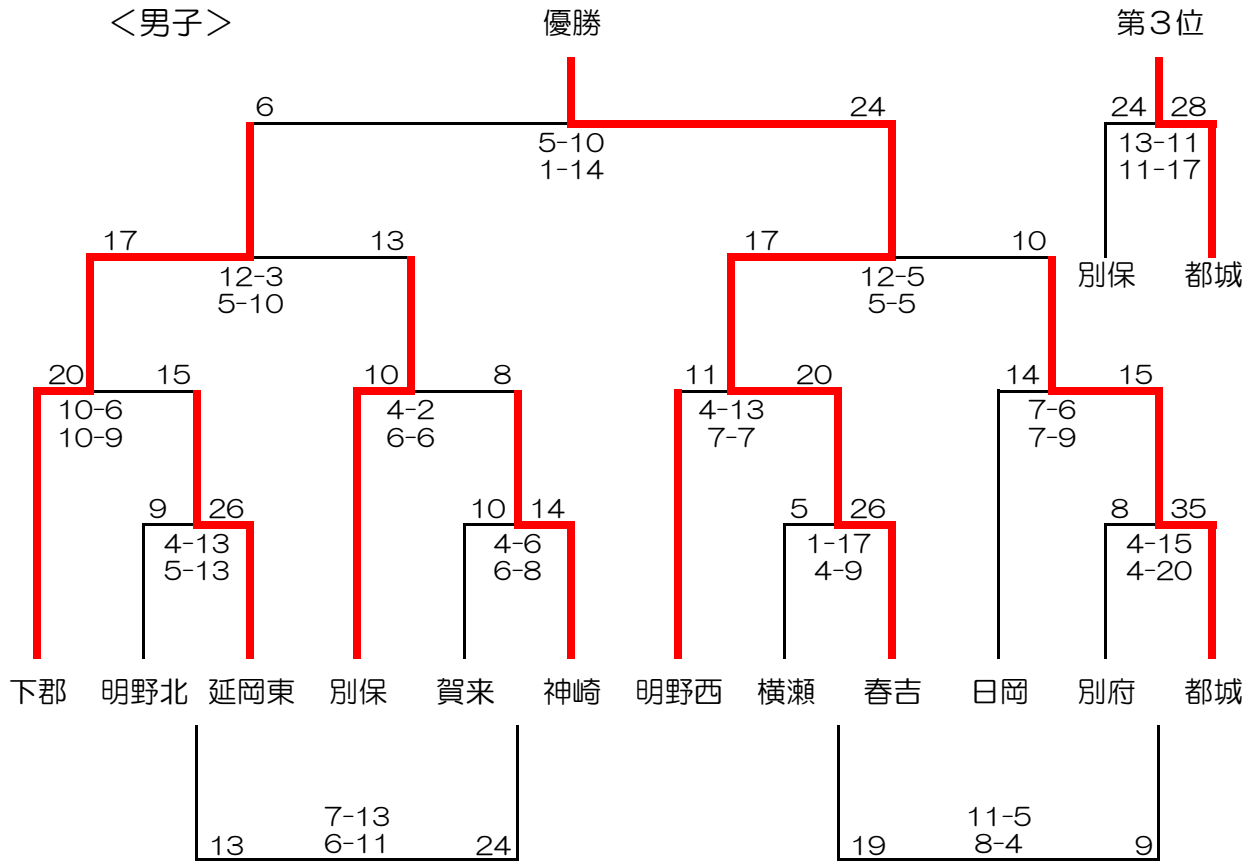 ＜男子＞ 優勝 第３位
6 24 24 28
5-10 13-11
1-14 11-17
17 13 17 10
12-3 12-5 別保 都城
5-10 5-5
20 15 10 8 11 20 14 15
10-6 4-2 4-13 7-6
10-9 6-6 7-7 7-9
9 26 10 14 5 26 8 35
4-13 4-6 1-17 4-15
5-13 6-8 4-9 4-20
下郡 明野北 延岡東 別保 賀来 神崎 明野西 横瀬 春吉 日岡 別府 都城
7-13 11-5
13 6-11 24 19 8-4 9